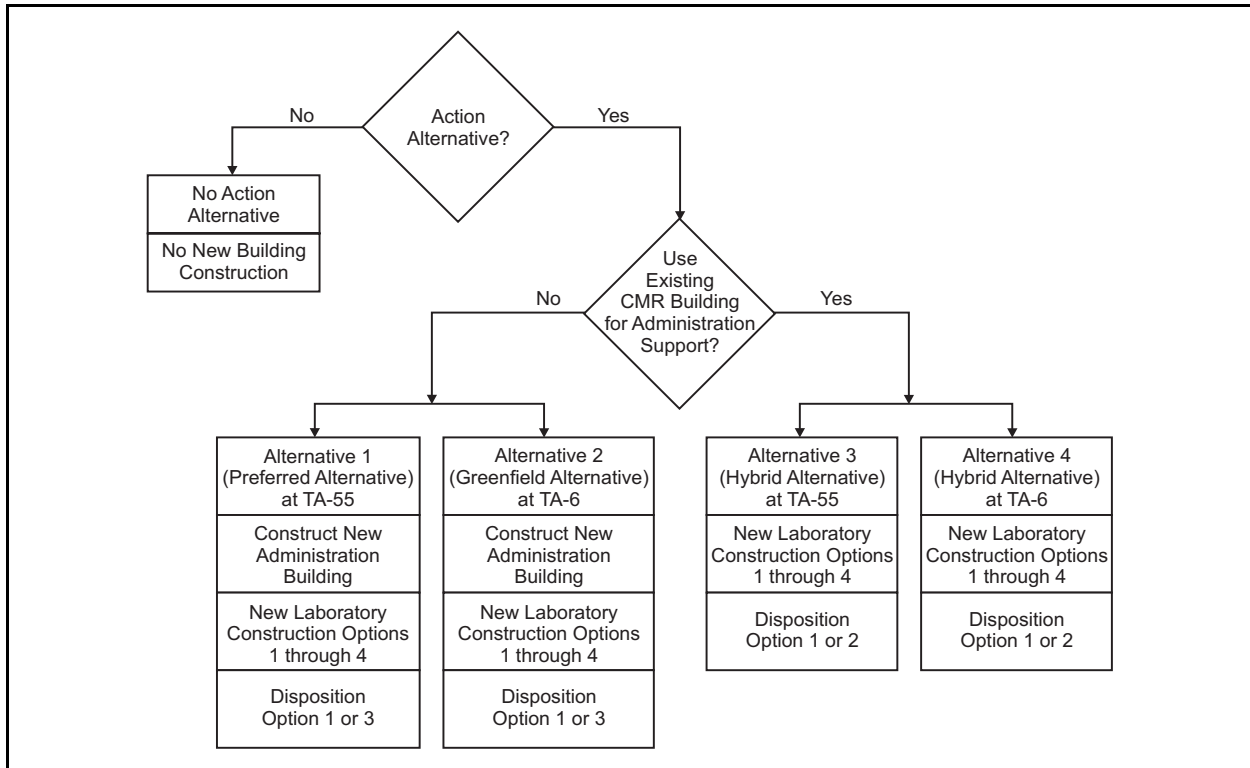 Action
Alternative?
No
Yes
No Action
Alternative
No New Building
Construction
Use
Existing
CMR Building
for Administration
Support?
No
Yes
Alternative 1
(Preferred Alternative)
at TA-55
Construct New
Administration
Building
New Laboratory
Construction Options
1 through 4
Disposition
Option 1 or 3
Alternative 2
(Greenfield Alternative)
at TA-6
Construct New
Administration
Building
New Laboratory
Construction Options
1 through 4
Disposition
Option 1 or 3
Alternative 3
(Hybrid Alternative)
at TA-55
New Laboratory
Construction Options
1 through 4
Disposition
Option 1 or 2
Alternative 4
(Hybrid Alternative)
at TA-6
New Laboratory
Construction Options
1 through 4
Disposition
Option 1 or 2